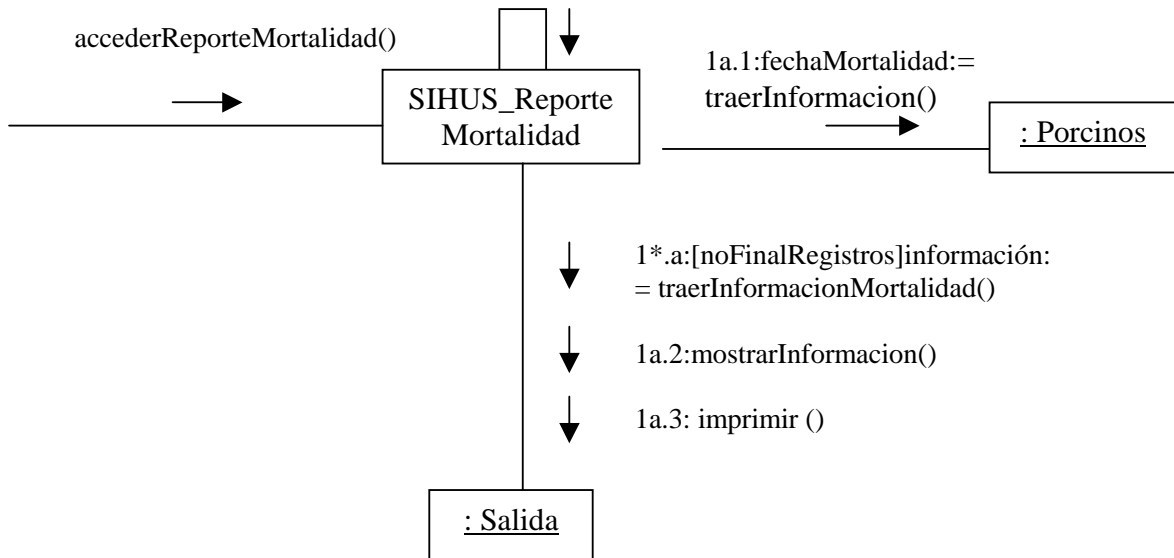 accederReporteMortalidad()
SIHUS_Reporte
Mortalidad
1a.1:fechaMortalidad:=
traerInformacion()
: Porcinos
1*.a:[noFinalRegistros]información:
= traerInformacionMortalidad()
1a.2:mostrarInformacion()
1a.3: imprimir ()
: Salida